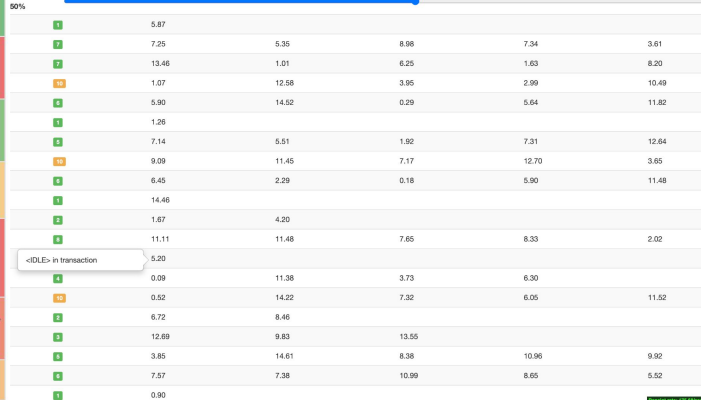 50%
1 5.87
7 7.25 5.35 8.98 7.34 3.61
7 13.46 1.01 6.25 1.63 8.20
10 1.07 12.58 3.95 2.99 10.49
6 5.90 14.52 0.29 5.64 11.82
1 1.26
5 7.14 5.51 1.92 7.31 12.64
10 9.09 11.45 7.17 12.70 3.65
6 6.45 2.29 0.18 5.90 11.48
1 14.46
2 1.67 4.20
8 11.11 11.48 7.65 8.33 2.02
<IDLE> in transaction 5.20
4 0.09 11.38 3.73 6.30
10 0.52 14.22 7.32 6.05 11.52
2 6.72 8.46
3 12.69 9.83 13.55
5 3.85 14.61 8.38 10.96 9.92
6 7.57 7.38 10.99 8.65 5.52
1 0.90